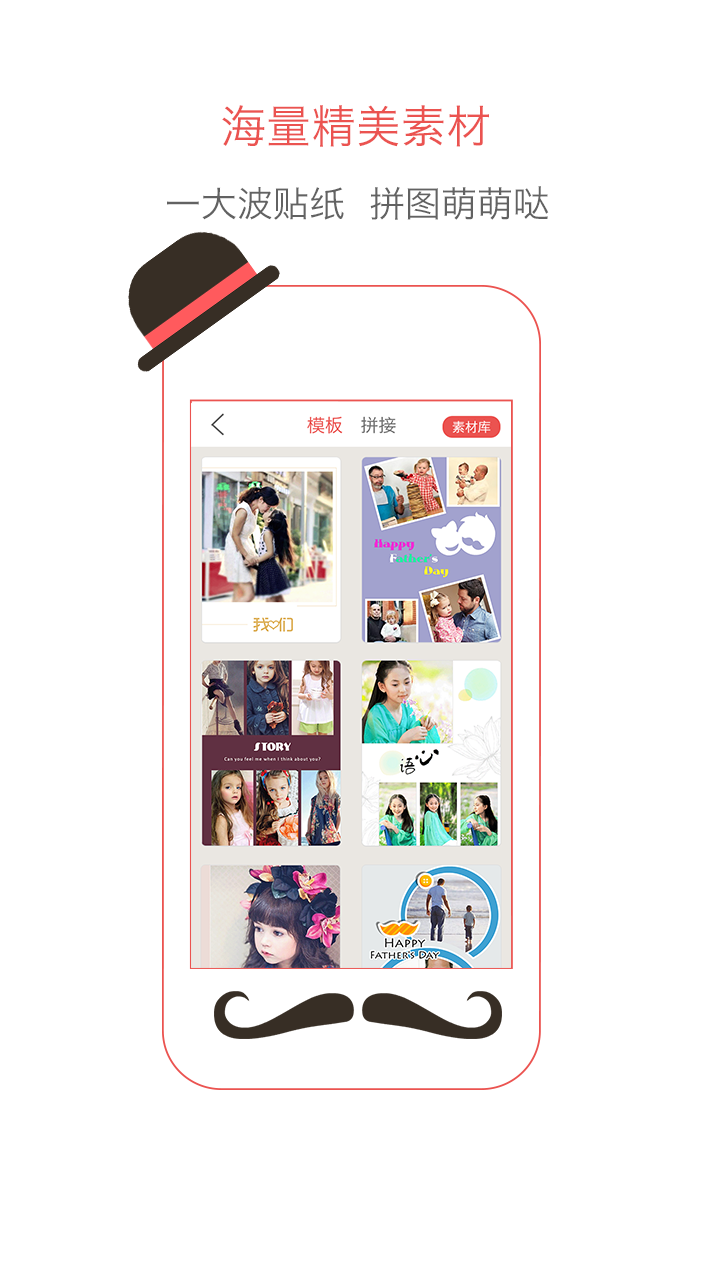 海量精美素材
一大波贴纸 拼图萌萌哒
模板 拼接 素材库
我们
Happy
Father's
Day
STORY
Can you feel me when I think about you?
心
语
HAPPY
FATHER'S DAY